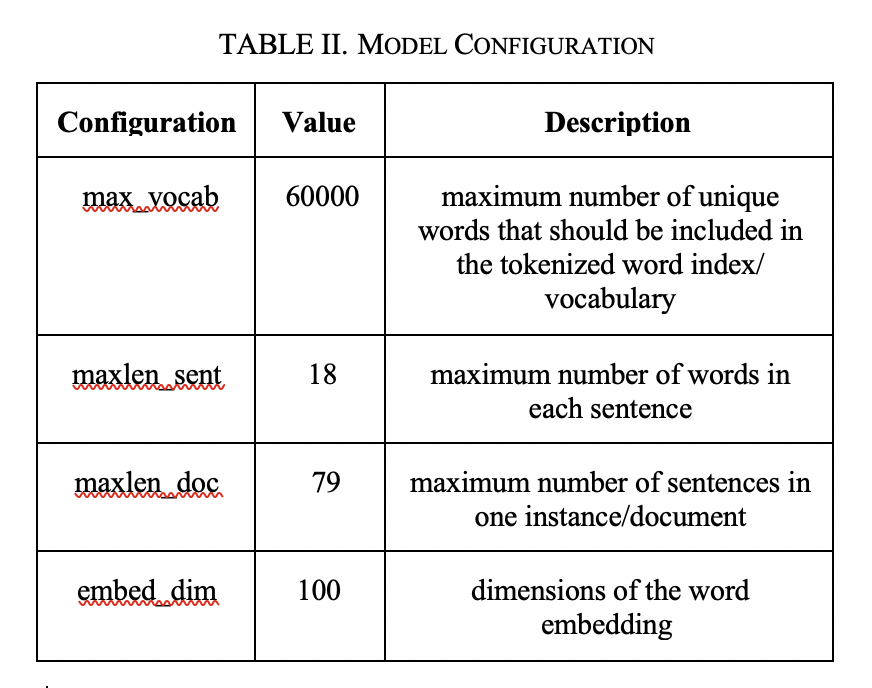 TABLE II. MODEL CONFIGURATION
Configuration Value Description
max_vocab 60000 maximum number of unique
words that should be included in
the tokenized word index/
vocabulary
maxlen_sent 18 maximum number of words in
each sentence
maxlen_doc 79 maximum number of sentences in
one instance/document
embed_dim 100 dimensions of the word
embedding